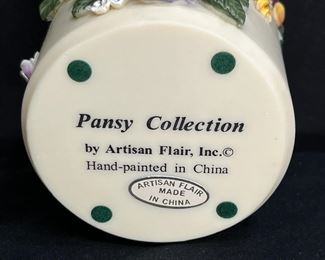 Pansy Collection
by Artisan Flair, Inc.©
Hand-painted in China
ARTISAN FLAIR
MADE
IN CHINA